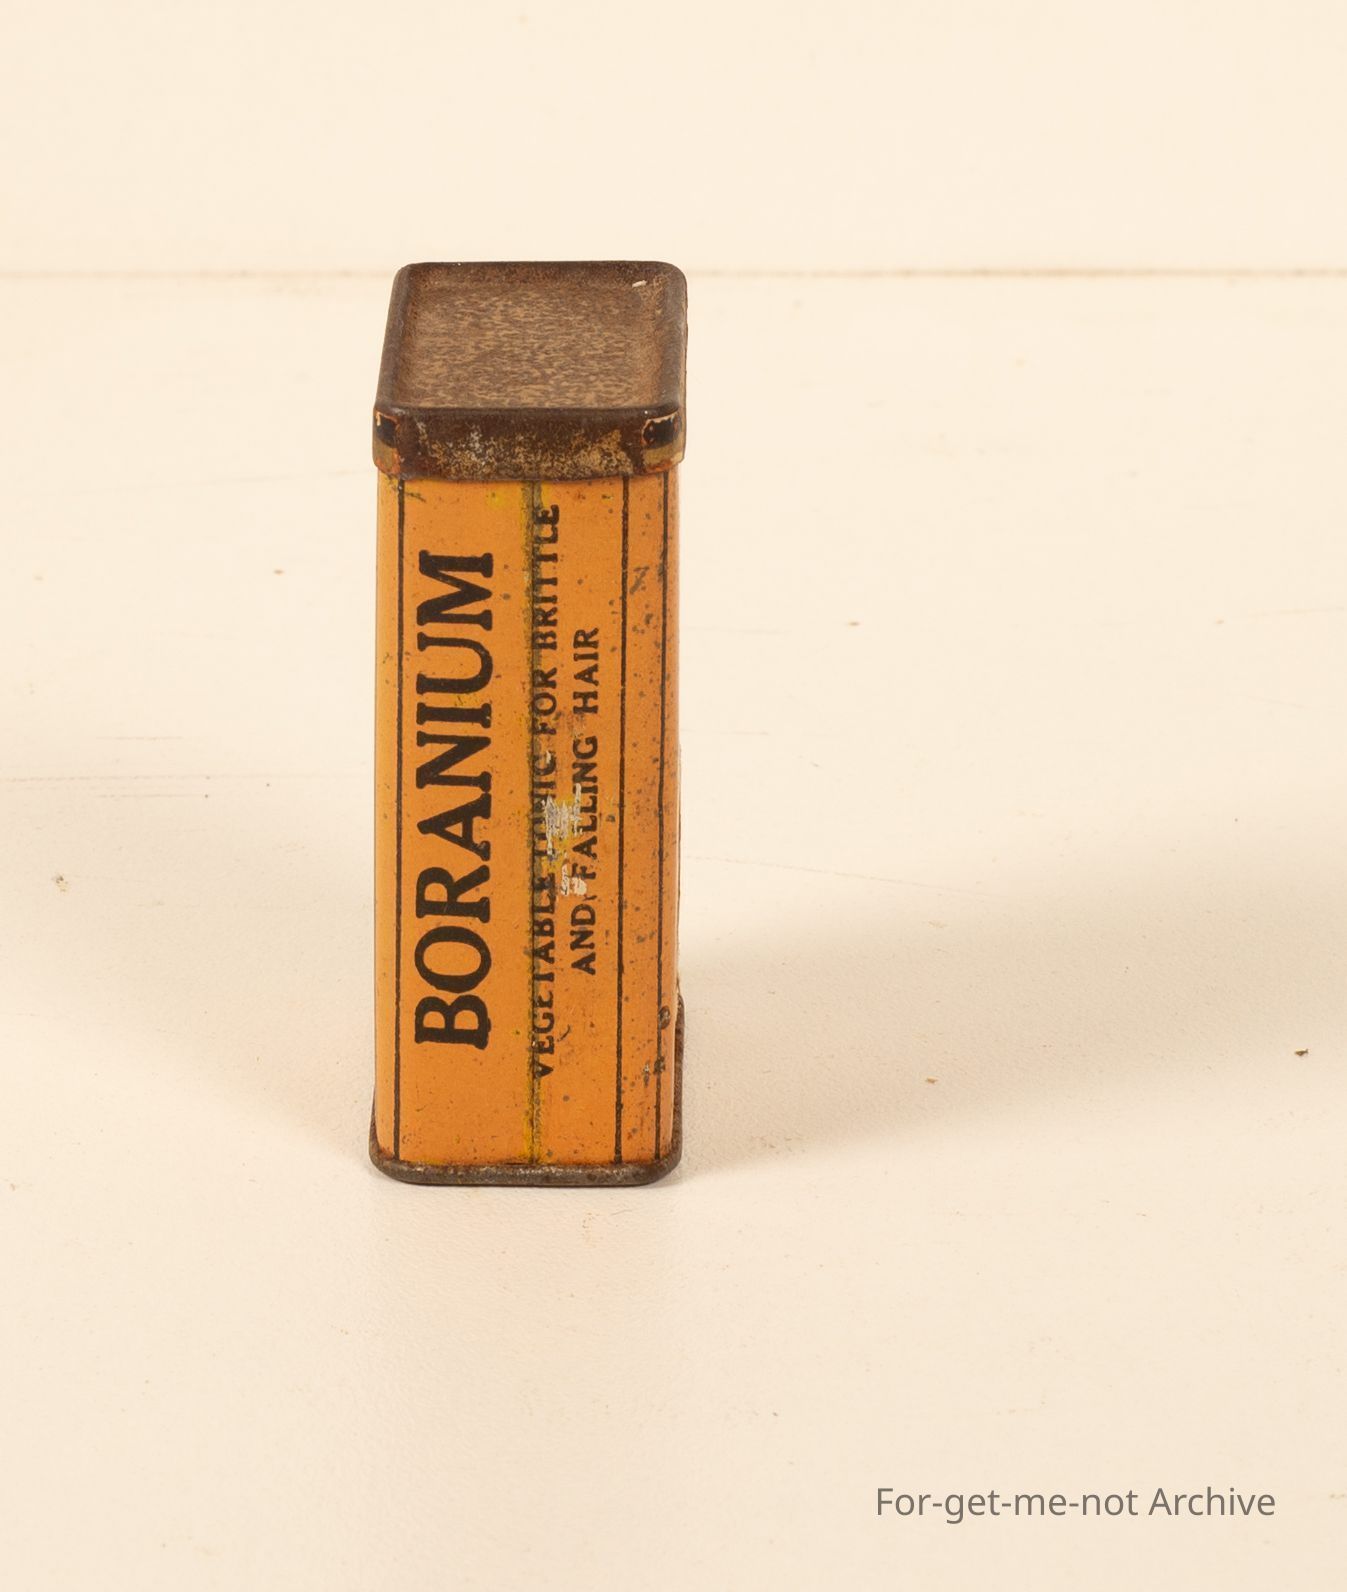 BORANIUM
VEGETABLE TONIC FOR BRITTLE
AND FALLING HAIR
For-get-me-not Archive